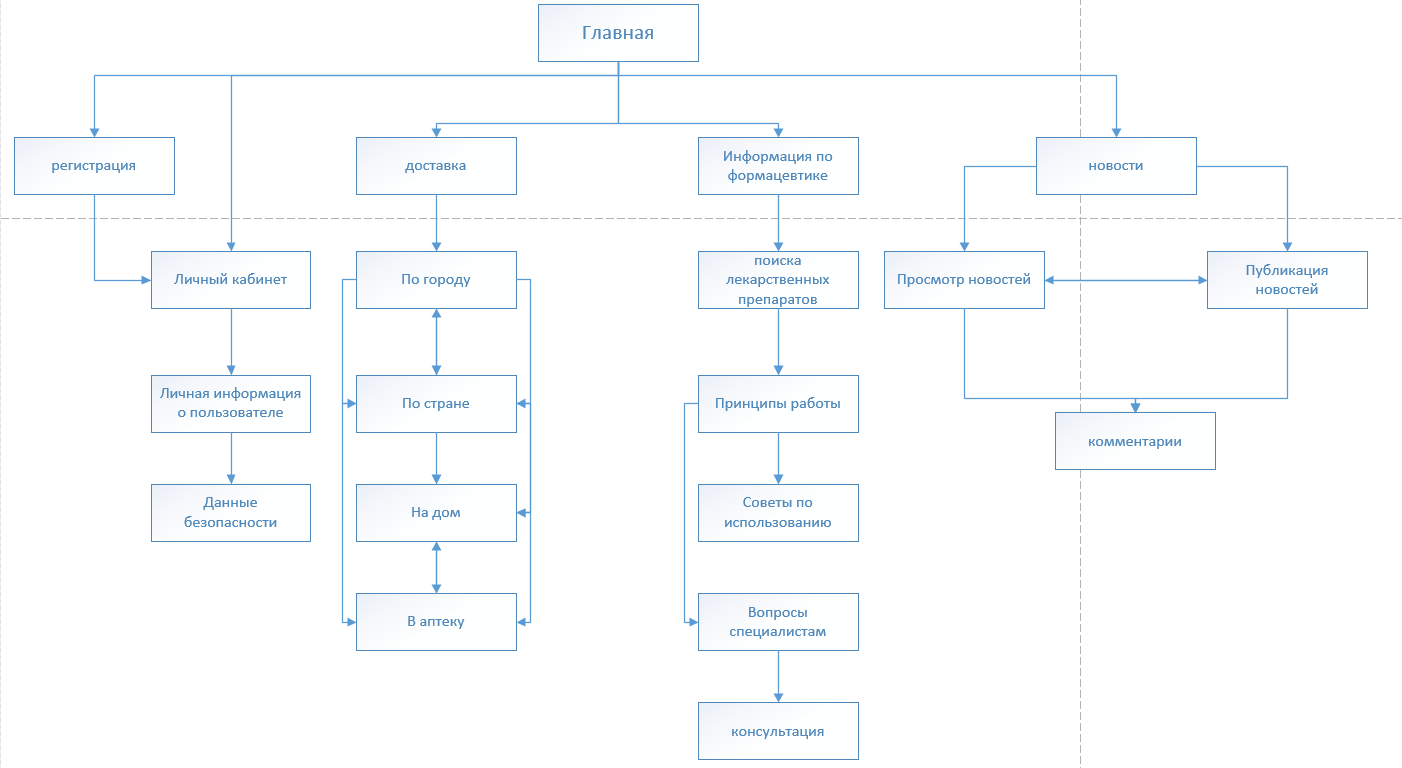 Главная
регистрация
доставка
Информация по
формацевтике
новости
Личный кабинет
По городу
поиска
лекарственных
препаратов
Просмотр новостей
Публикация
новостей
Личная информация
о пользователе
По стране
Принципы работы
комментарии
Данные
безопасности
На дом
Советы по
использованию
В аптеку
Вопросы
специалистам
консультация